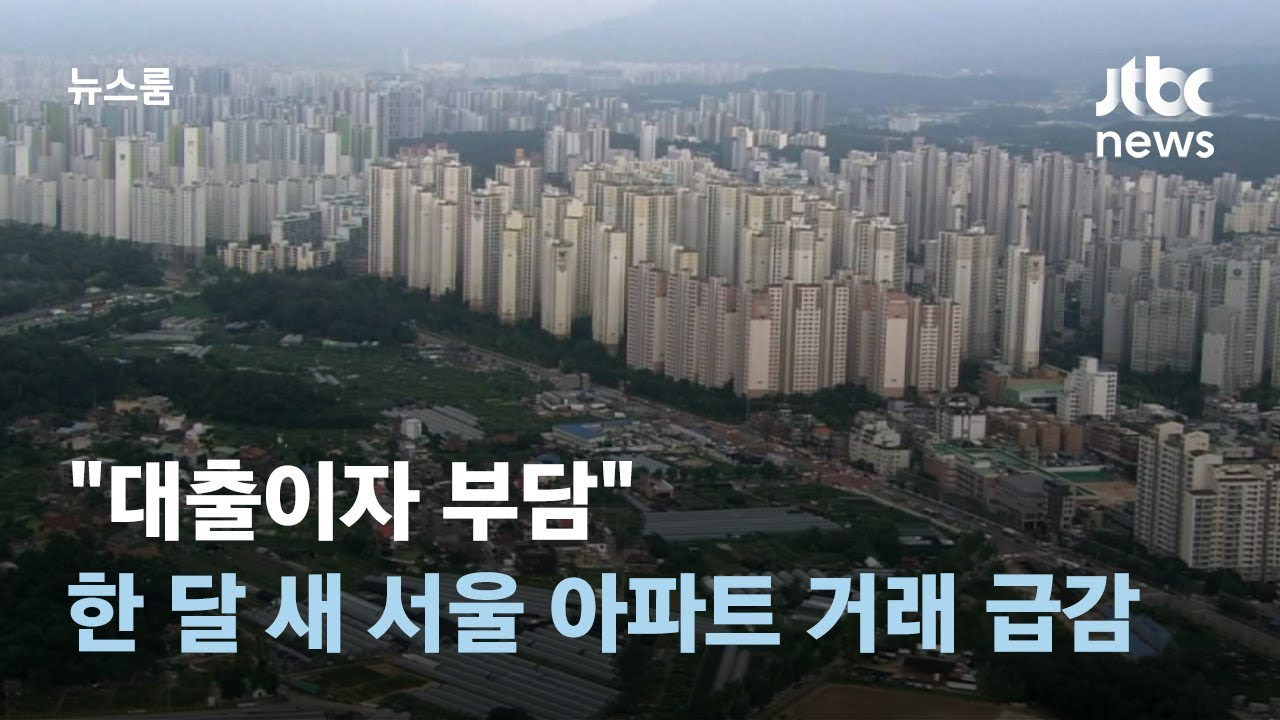 뉴스룸
jtbc
news
"대출이자 부담"
한 달 새 서울 아파트 거래 급감